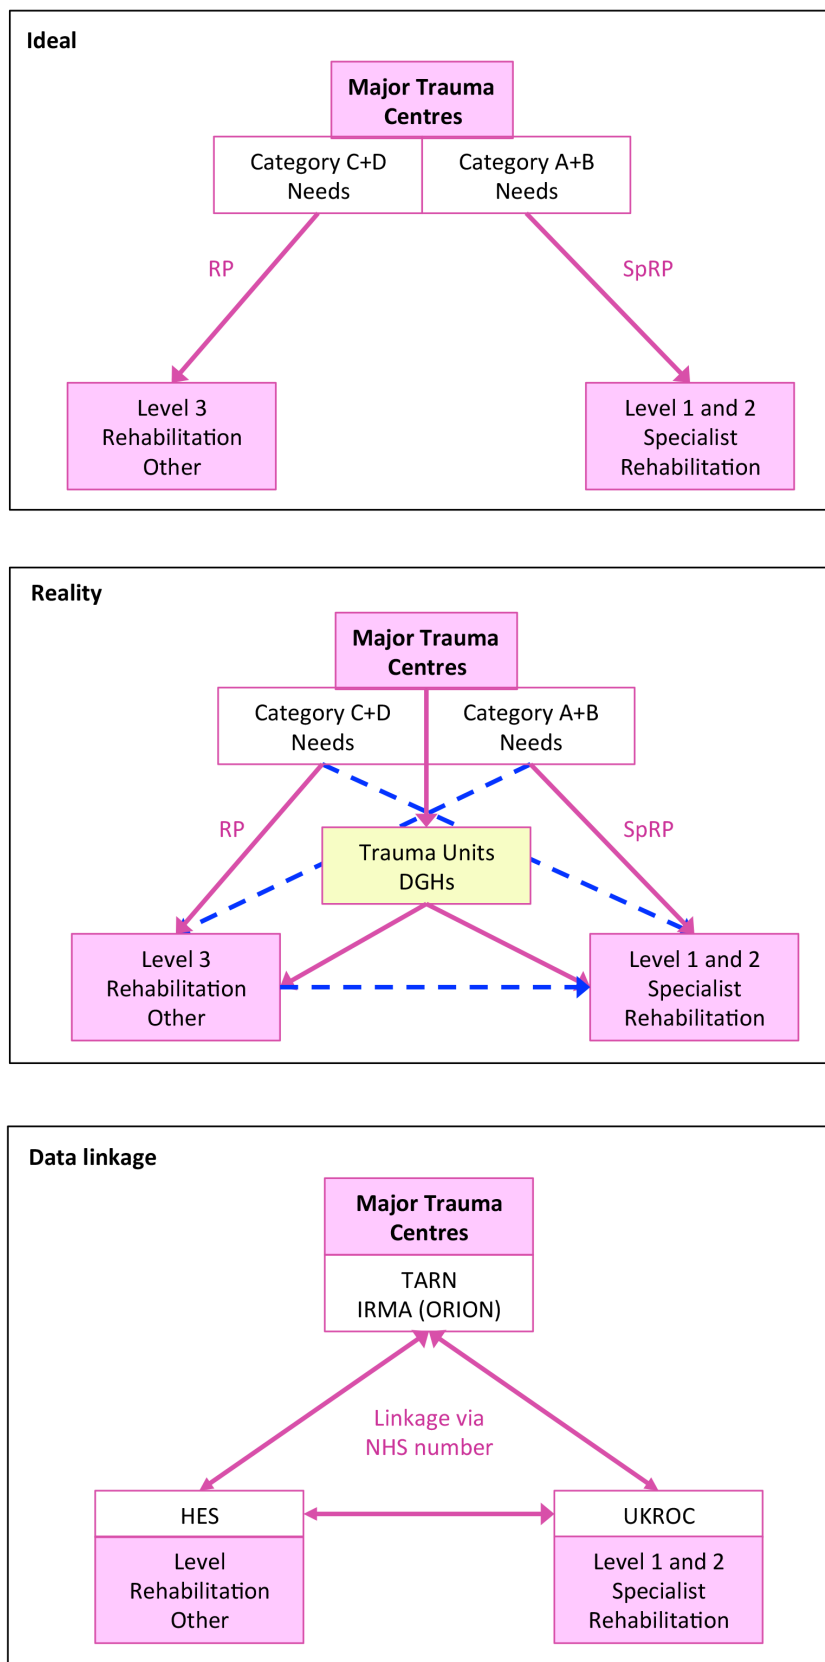 Ideal
Major Trauma
Centres
Category C+D
Needs
Category A+B
Needs
RP
SpRP
Level 3
Rehabilitation
Other
Level 1 and 2
Specialist
Rehabilitation
Reality
Major Trauma
Centres
Category C+D
Needs
Category A+B
Needs
RP
SpRP
Trauma Units
DGHs
Level 3
Rehabilitation
Other
Level 1 and 2
Specialist
Rehabilitation
Data linkage
Major Trauma
Centres
TARN
IRMA (ORION)
Linkage via
NHS number
HES
Level
Rehabilitation
Other
UKROC
Level 1 and 2
Specialist
Rehabilitation